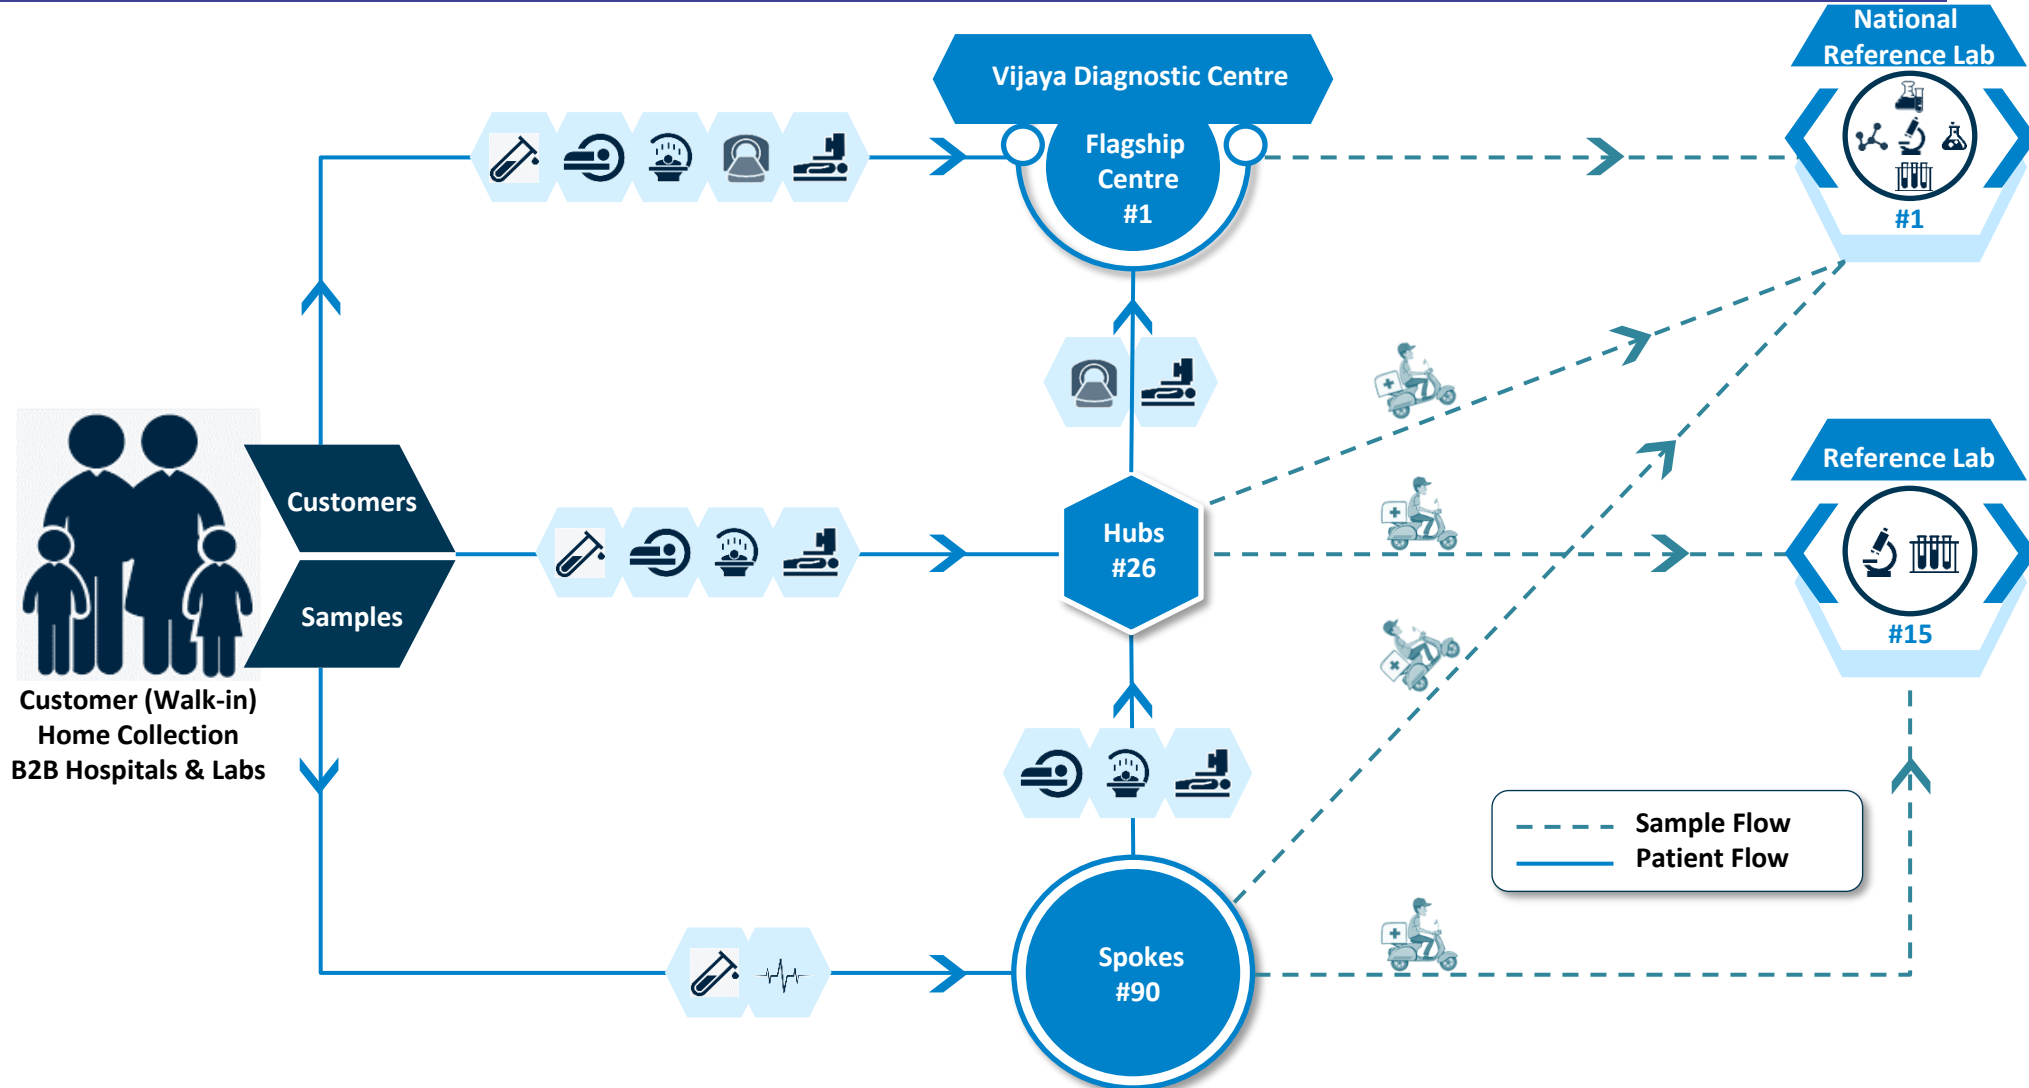 National
Reference Lab
#1
Vijaya Diagnostic Centre
Flagship
Centre
#1
Customers
Samples
Customer (Walk-in)
Home Collection
B2B Hospitals & Labs
Hubs
#26
Reference Lab
#15
Spokes
#90
Sample Flow
Patient Flow